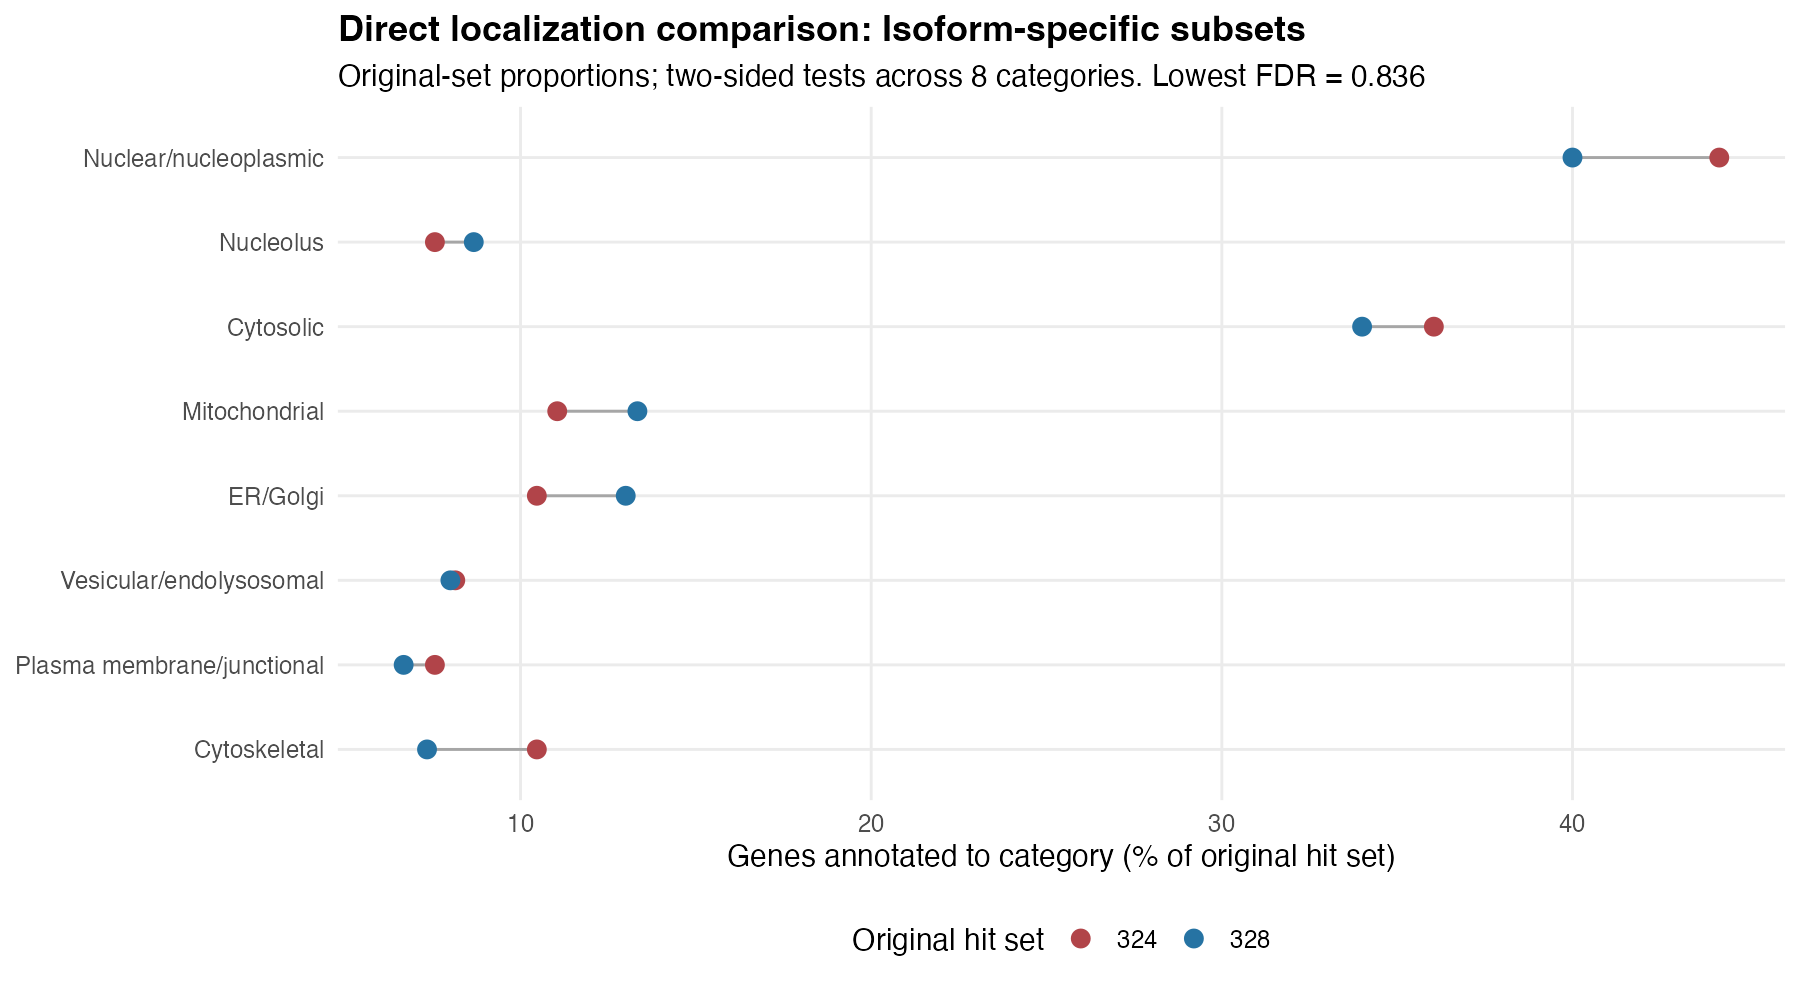 Direct localization comparison: Isoform-specific subsets
Original-set proportions; two-sided tests across 8 categories. Lowest FDR = 0.836
Nuclear/nucleoplasmic
Nucleolus
Cytosolic
Mitochondrial
ER/Golgi
Vesicular/endolysosomal
Plasma membrane/junctional
Cytoskeletal
10 20 30 40
Genes annotated to category (% of original hit set)
Original hit set 324 328